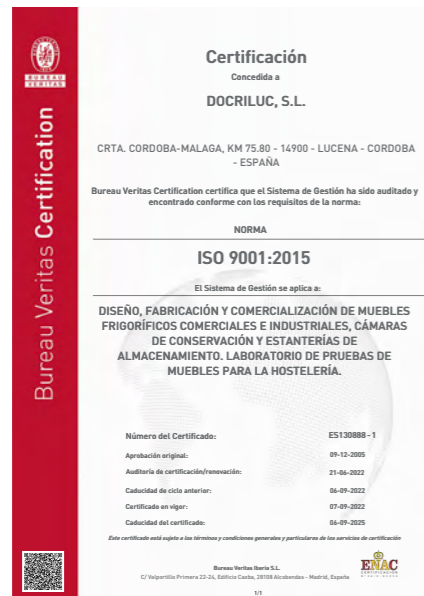 BUREAU
VERITAS
Bureau Veritas Certification
Certificación
Concedida a
DOCRILUC, S.L.
CRTA. CORDOBA-MALAGA, KM 75.80 - 14900 - LUCENA - CORDOBA
- ESPAÑA
Bureau Veritas Certification certifica que el Sistema de Gestión ha sido auditado y
encontrado conforme con los requisitos de la norma:
NORMA
ISO 9001:2015
El Sistema de Gestión se aplica a:
DISEÑO, FABRICACIÓN Y COMERCIALIZACIÓN DE MUEBLES
FRIGORÍFICOS COMERCIALES E INDUSTRIALES, CÁMARAS
DE CONSERVACIÓN Y ESTANTERÍAS DE
ALMACENAMIENTO. LABORATORIO DE PRUEBAS DE
MUEBLES PARA LA HOSTELERÍA.
Número del Certificado: ES130888 - 1
Aprobación original: 09-12-2005
Auditoría de certificación/renovación: 21-06-2022
Caducidad de ciclo anterior: 06-09-2022
Certificado en vigor: 07-09-2022
Caducidad del certificado: 06-09-2025
Este certificado está sujeto a los términos y condiciones generales y particulares de los servicios de certificación
Bureau Veritas Iberia S.L.
C/ Valportillo Primera 22-24, Edificio Caoba, 28108 Alcobendas - Madrid, España
1/1
ENAC
CERTIFICACIÓN